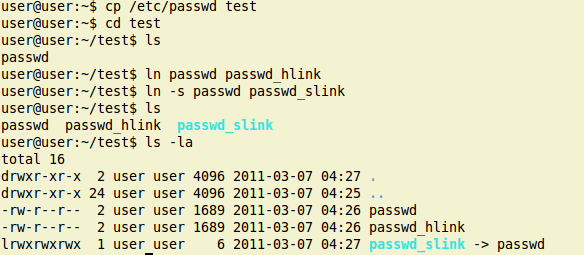 user@user:~$ cp /etc/passwd test
user@user:~$ cd test
user@user:~/test$ ls
passwd
user@user:~/test$ ln passwd passwd_hlink
user@user:~/test$ ln -s passwd passwd_slink
user@user:~/test$ ls
passwd  passwd_hlink  passwd_slink
user@user:~/test$ ls -la
total 16
drwxr-xr-x  2 user user 4096 2011-03-07 04:27 .
drwxr-xr-x 24 user user 4096 2011-03-07 04:25 ..
-rw-r--r--  2 user user 1689 2011-03-07 04:26 passwd
-rw-r--r--  2 user user 1689 2011-03-07 04:26 passwd_hlink
lrwxrwxrwx  1 user user    6 2011-03-07 04:27 passwd_slink -> passwd